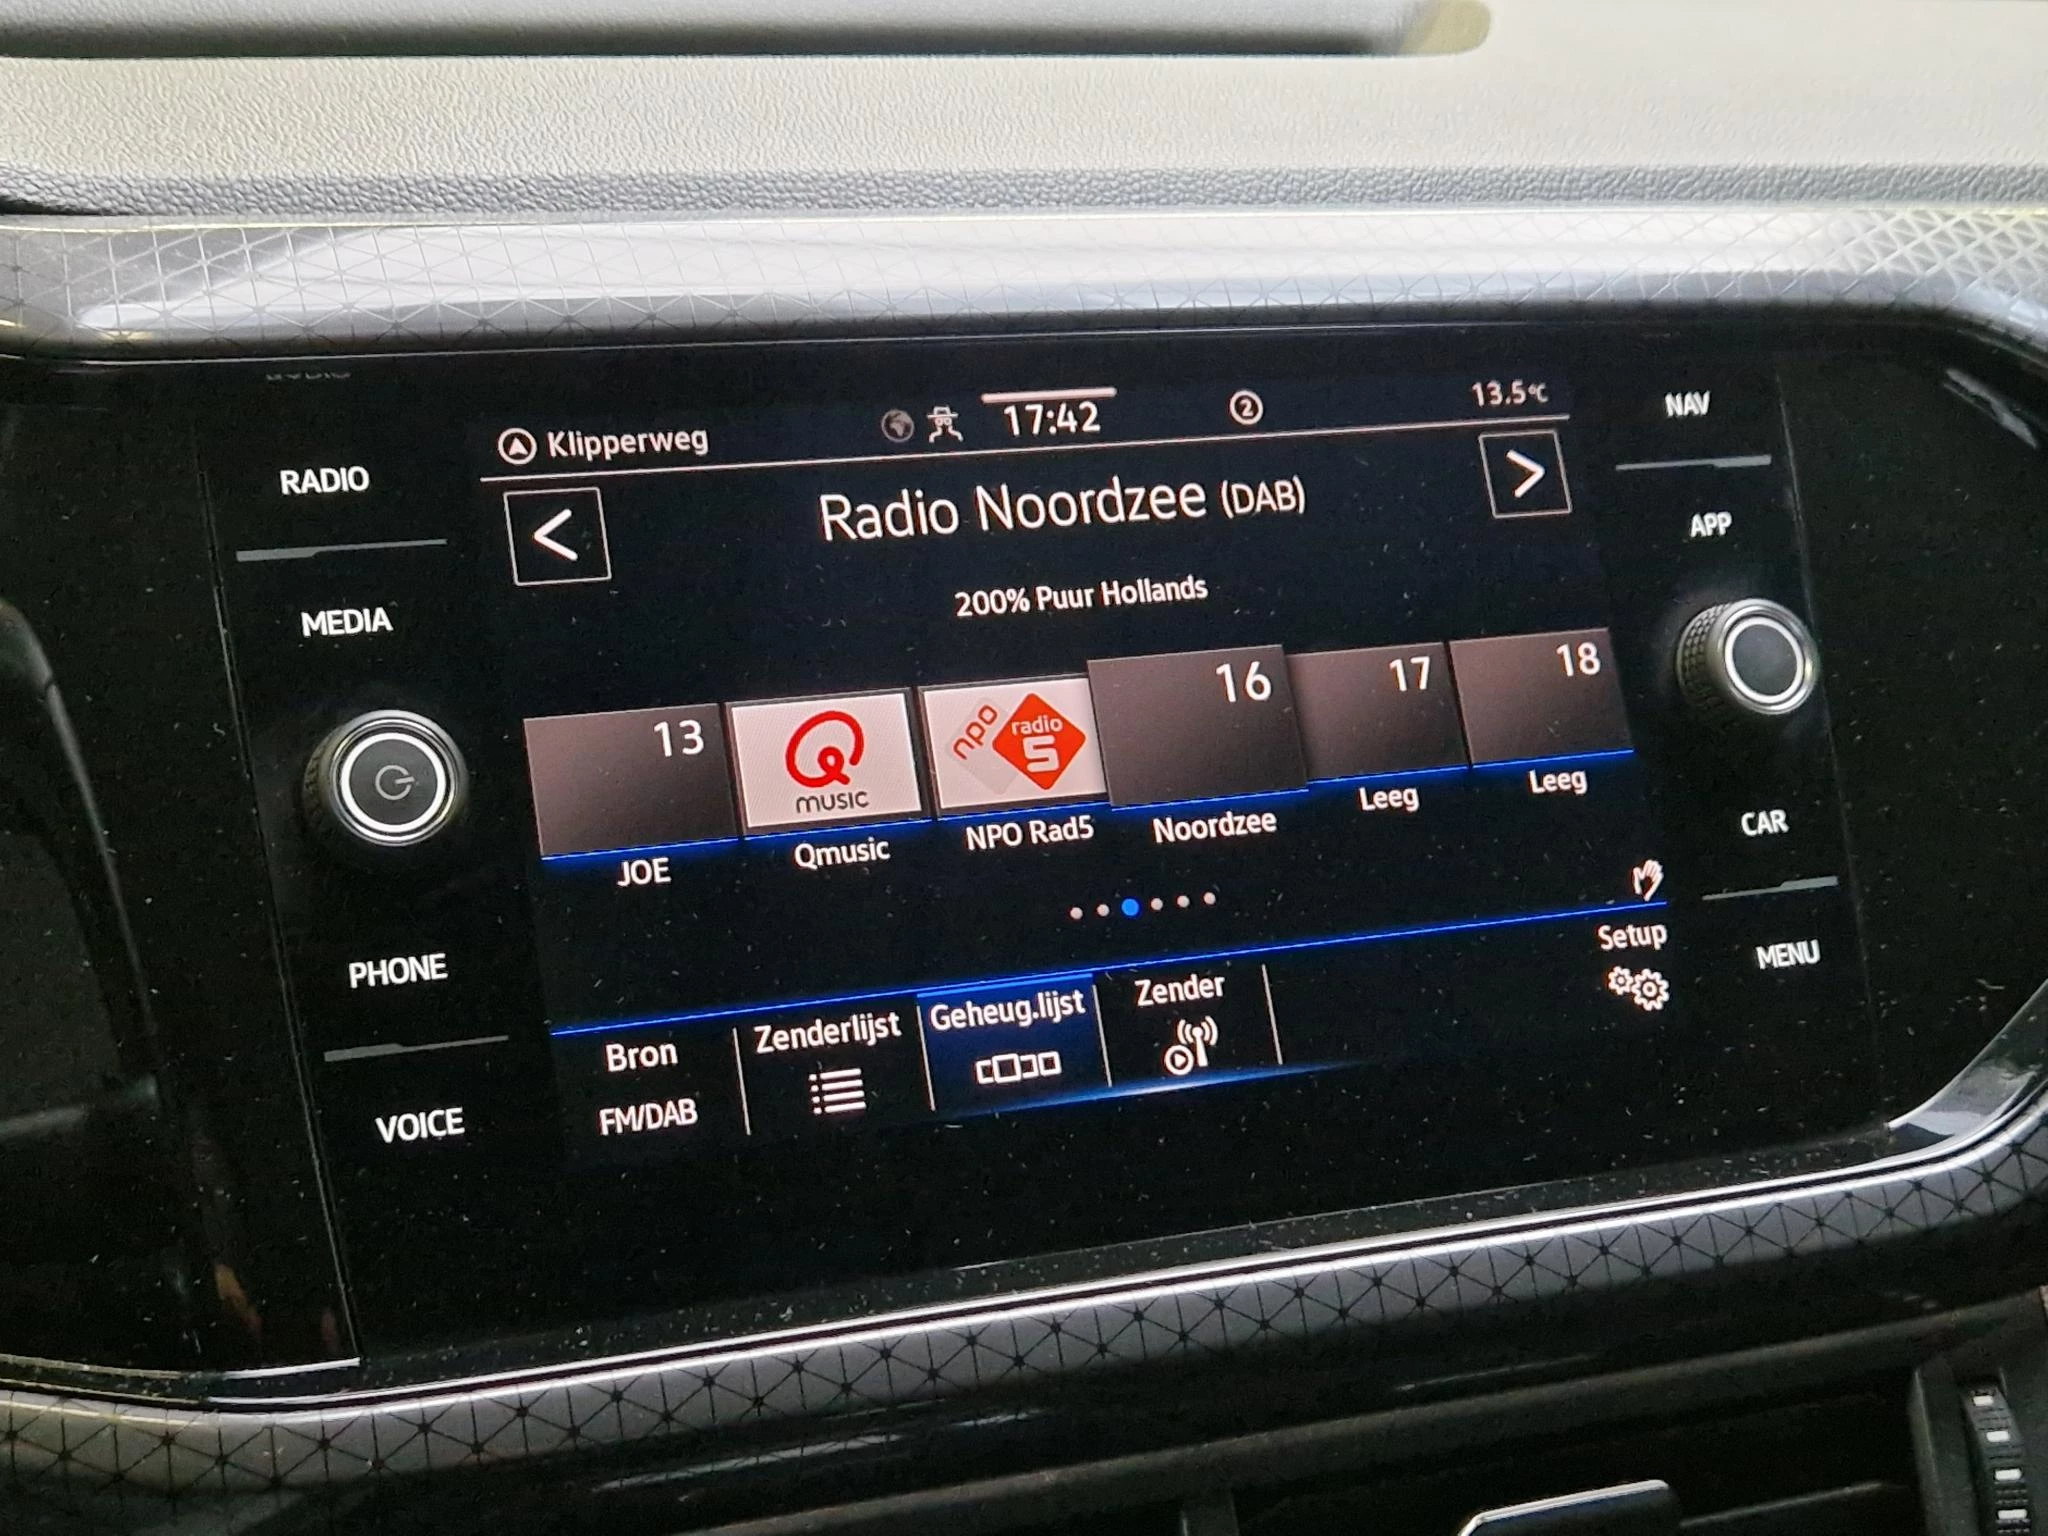 Klipperweg
17:42
2
13.5°C
RADIO
MEDIA
PHONE
VOICE
NAV
APP
CAR
MENU
<
Radio Noordzee (DAB)
>
200% Puur Hollands
13
Q
MUSIC
npo
radio
5
16
17
18
JOE
Qmusic
NPO Rad5
Noordzee
Leeg
Leeg
Bron
FM/DAB
Zenderlijst
Geheug.lijst
Zender
Setup